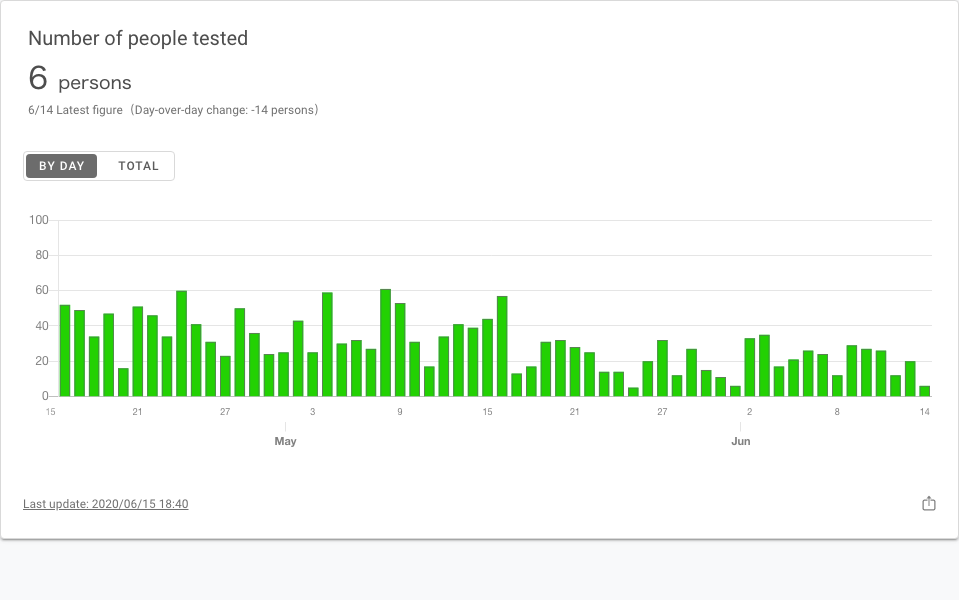 Number of people tested
6 persons
6/14 Latest figure（Day-over-day change: -14 persons）
BY DAY TOTAL
100
80
60
40
20
0
15 21 27 3 9 15 21 27 2 8 14
May Jun
Last update: 2020/06/15 18:40